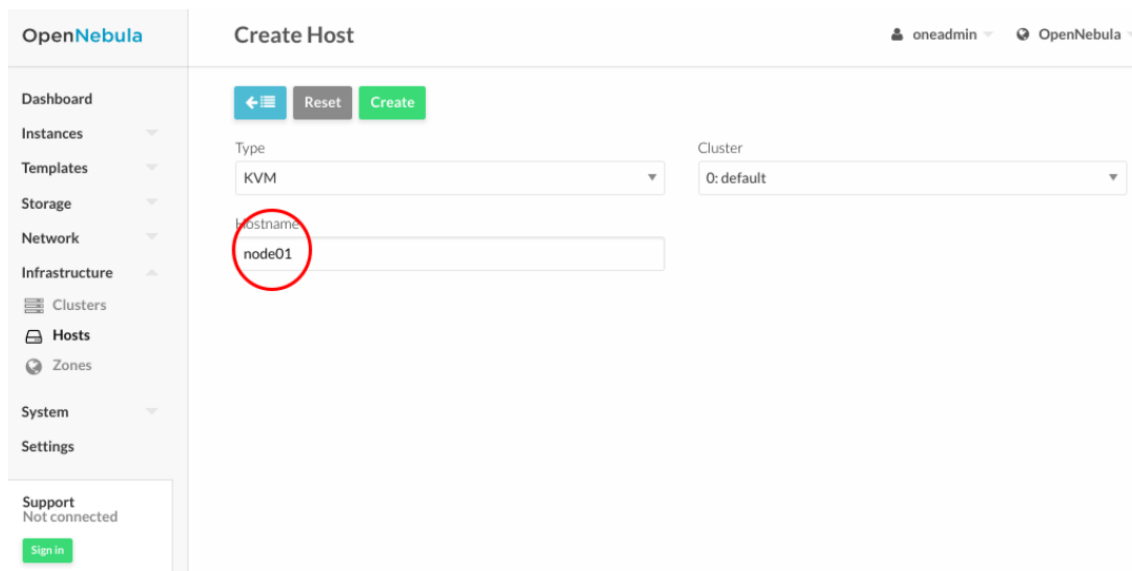 OpenNebula
Create Host
oneadmin
OpenNebula
Dashboard
Instances
Templates
Storage
Network
Infrastructure
Clusters
Hosts
Zones
System
Settings
Support
Not connected
Sign in
Reset
Create
Type
KVM
Cluster
0: default
Hostname
node01